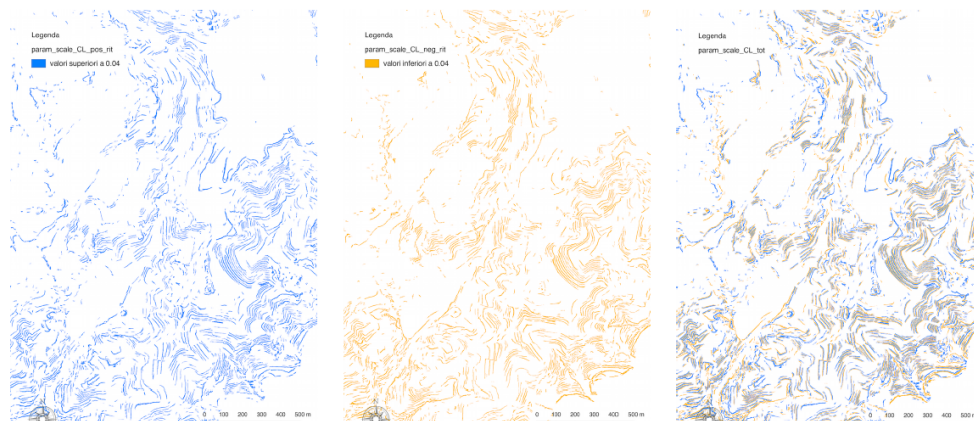 Legenda
param_scale_CL_pos_rit
valori superiori a 0.04
0 100 200 300 400 500 m
Legenda
param_scale_CL_neg_rit
valori inferiori a 0.04
0 100 200 300 400 500 m
Legenda
param_scale_CL_tot
0 100 200 300 400 500 m